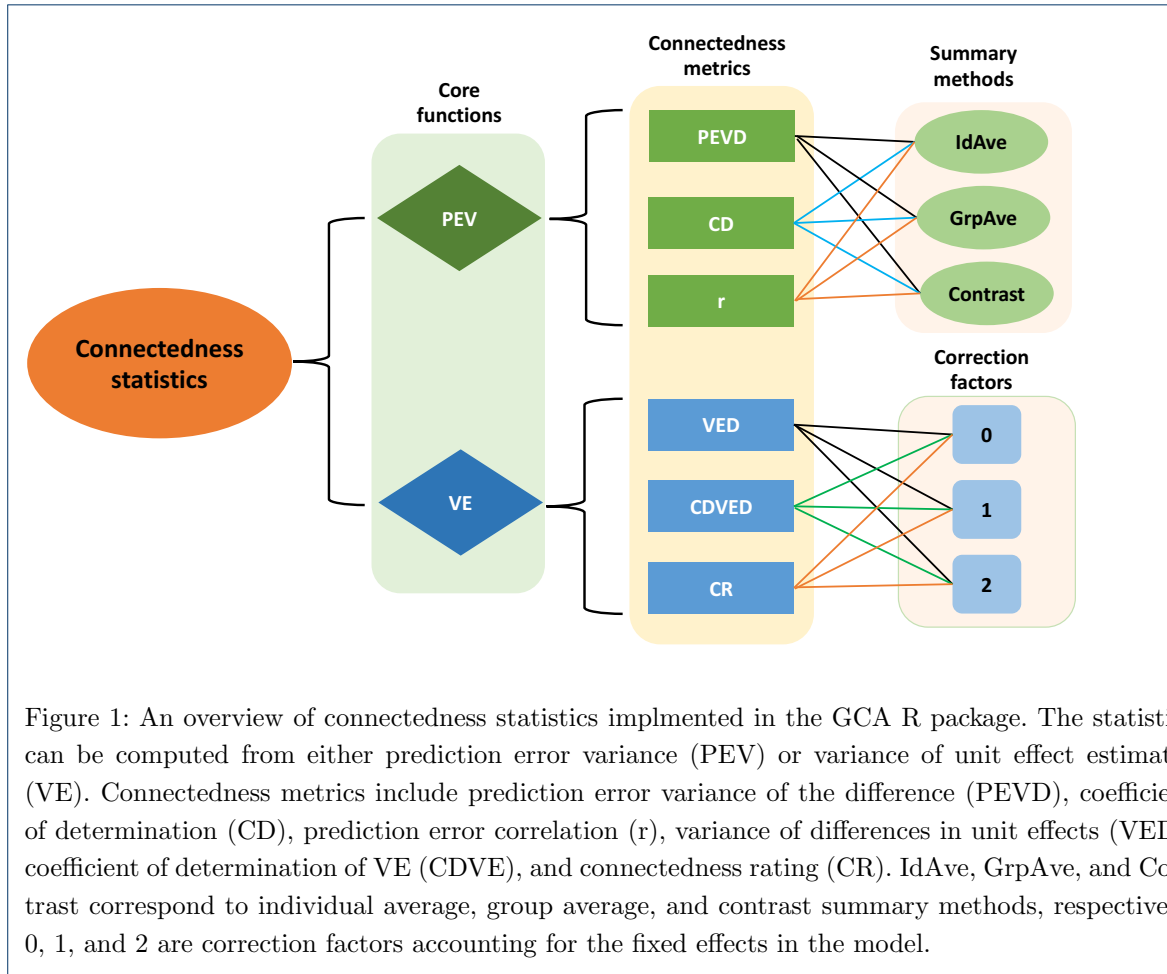 Connectedness
metrics
Summary
methods
Core
functions
PEVD
IdAve
PEV
CD
GrpAve
r
Contrast
Connectedness
statistics
Correction
factors
VED
0
VE
CDVED
1
CR
2
Figure 1: An overview of connectedness statistics implmented in the GCA R package. The statisti
can be computed from either prediction error variance (PEV) or variance of unit effect estimat
(VE). Connectedness metrics include prediction error variance of the difference (PEVD), coefficie
of determination (CD), prediction error correlation (r), variance of differences in unit effects (VED
coefficient of determination of VE (CDVE), and connectedness rating (CR). IdAve, GrpAve, and Co
trast correspond to individual average, group average, and contrast summary methods, respective
0, 1, and 2 are correction factors accounting for the fixed effects in the model.